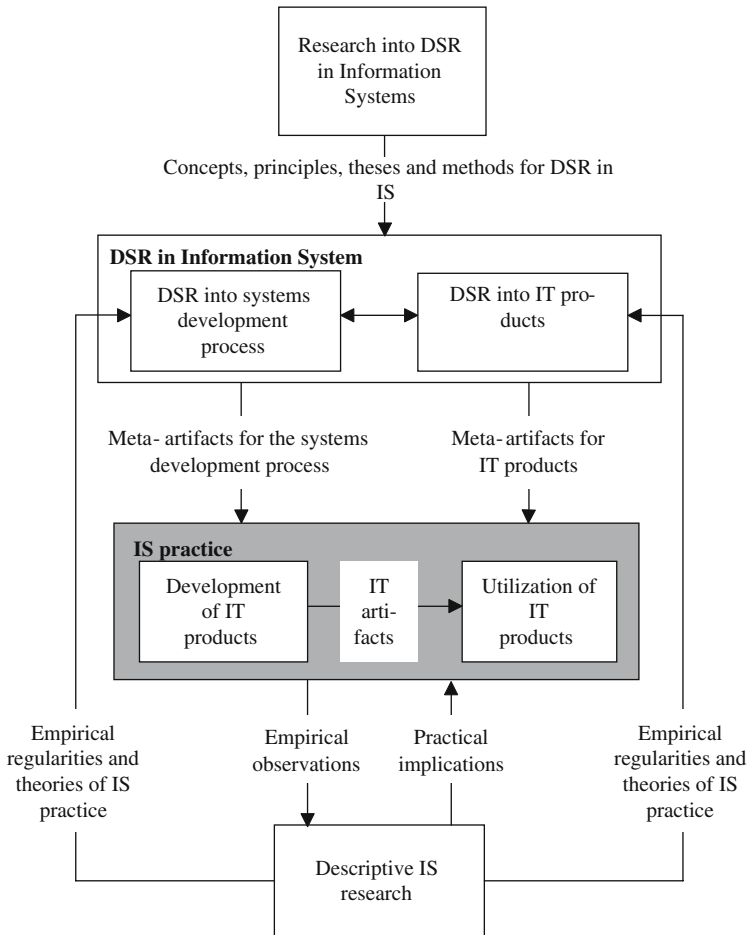 Research into DSR
in Information
Systems
Concepts, principles, theses and methods for DSR in
IS
DSR in Information System
DSR into systems
development
process
DSR into IT pro-
ducts
Meta- artifacts for the systems
development process
Meta- artifacts for
IT products
IS practice
Development
of IT
products
IT
arti-
facts
Utilization of
IT
products
Empirical
regularities and
theories of IS
practice
Empirical
observations
Practical
implications
Empirical
regularities and
theories of IS
practice
Descriptive IS
research